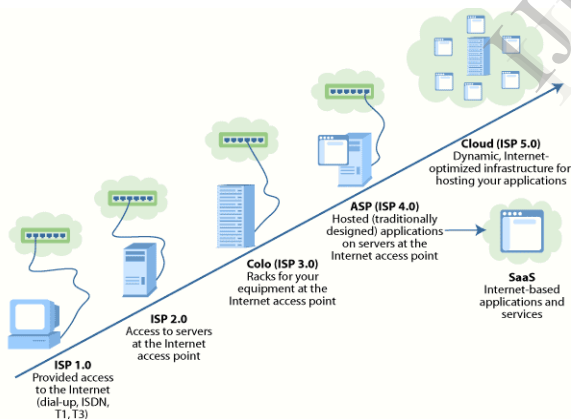 Cloud (ISP 5.0)
Dynamic, Internet-
optimized infrastructure for
hosting your applications
ASP (ISP 4.0)
Hosted (traditionally
designed) applications
on servers at the
Internet access point
SaaS
Internet-based
applications and
services
Colo (ISP 3.0)
Racks for your
equipment at the
Internet access point
ISP 2.0
Access to servers
at the Internet
access point
ISP 1.0
Provided access
to the Internet
(dial-up, ISDN,
T1, T3)